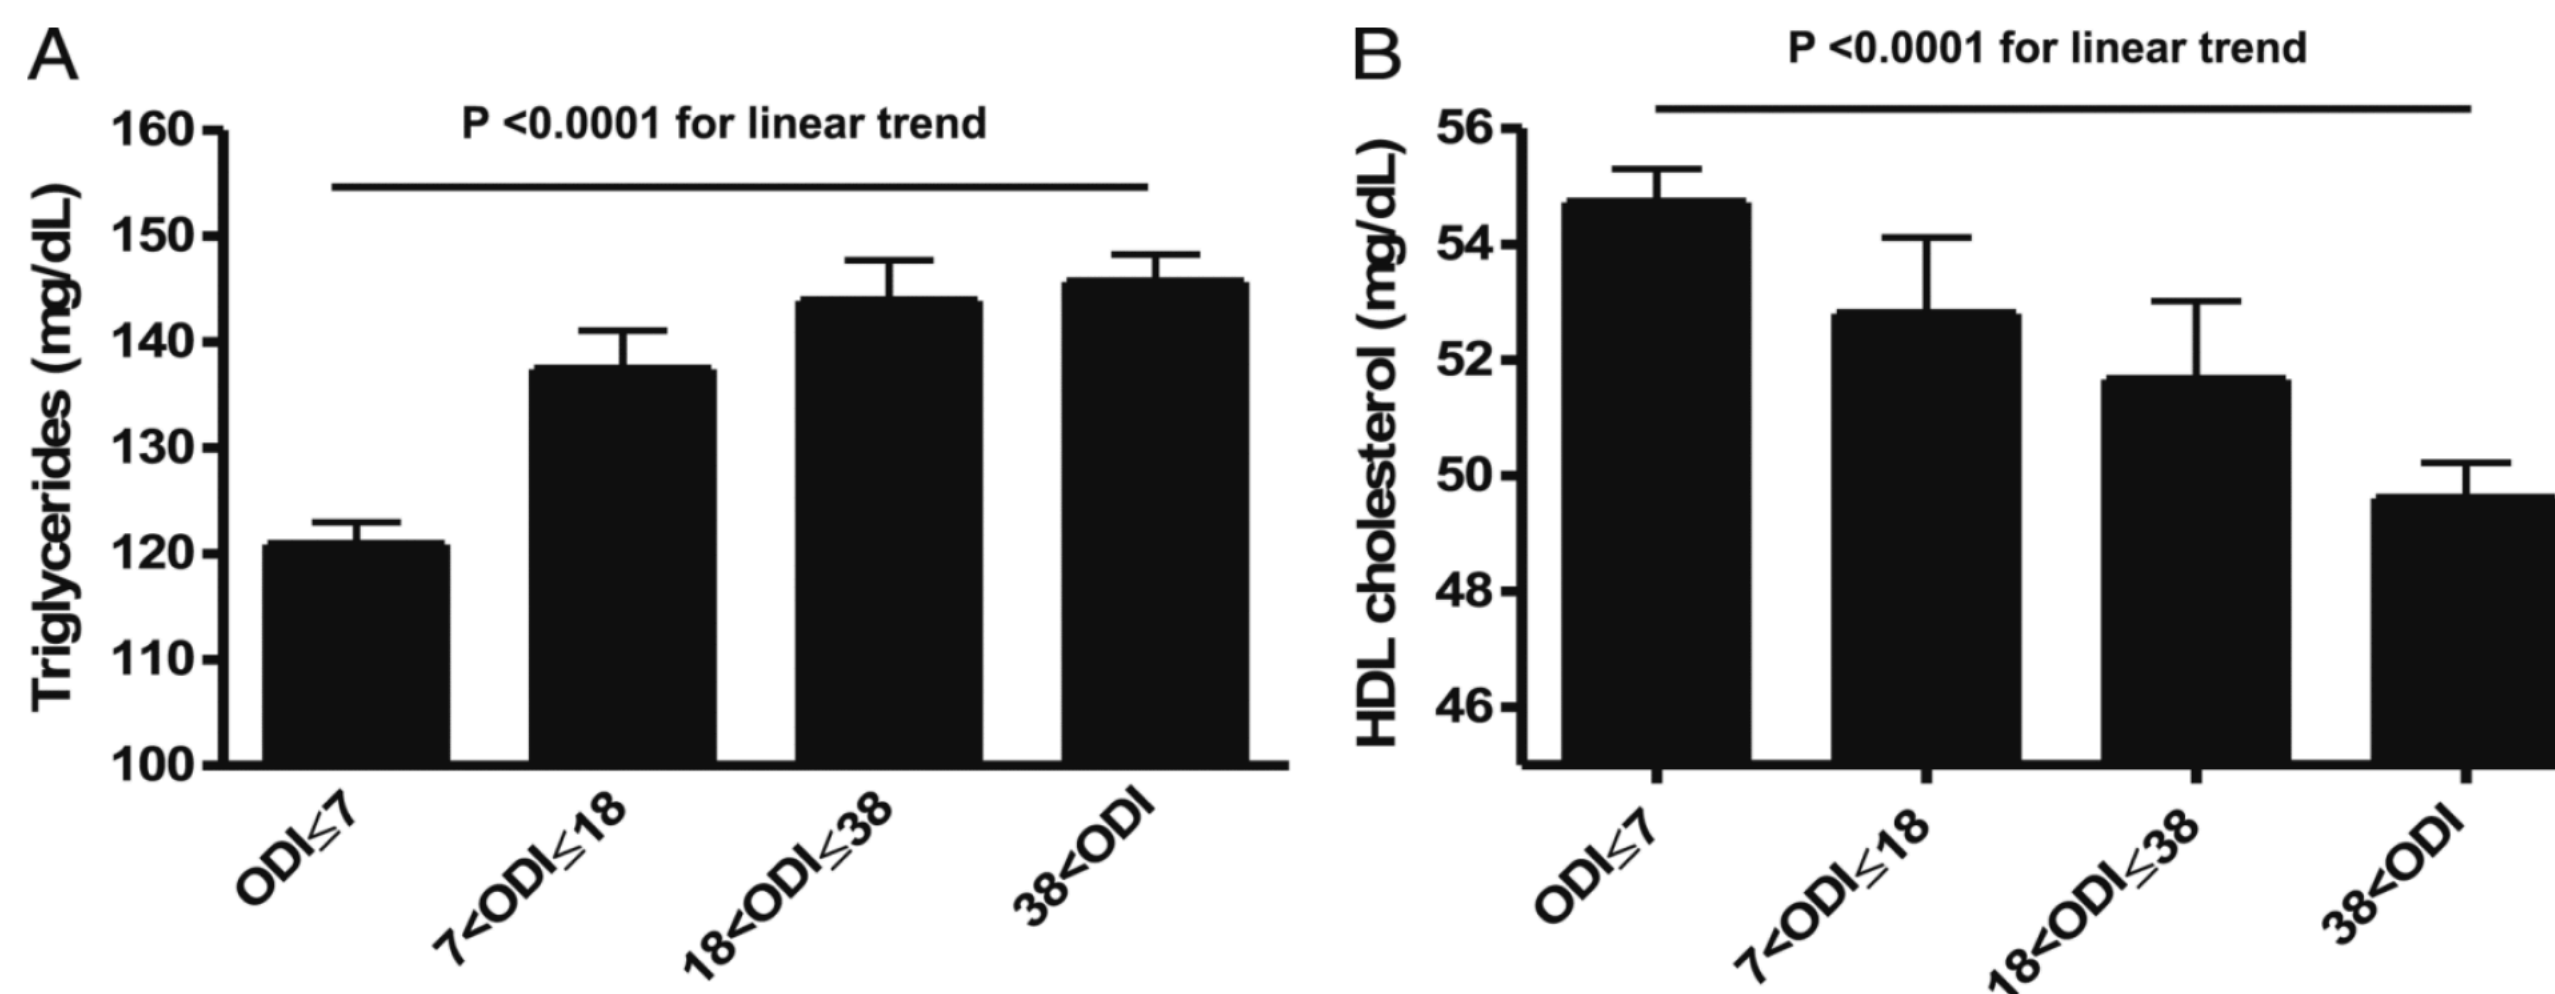 A
P <0.0001 for linear trend
Triglycerides (mg/dL)
160
150
140
130
120
110
100
ODI≤7
7<ODI≤18
18<ODI≤38
38<ODI
B
P <0.0001 for linear trend
HDL cholesterol (mg/dL)
56
54
52
50
48
46
ODI≤7
7<ODI≤18
18<ODI≤38
38<ODI